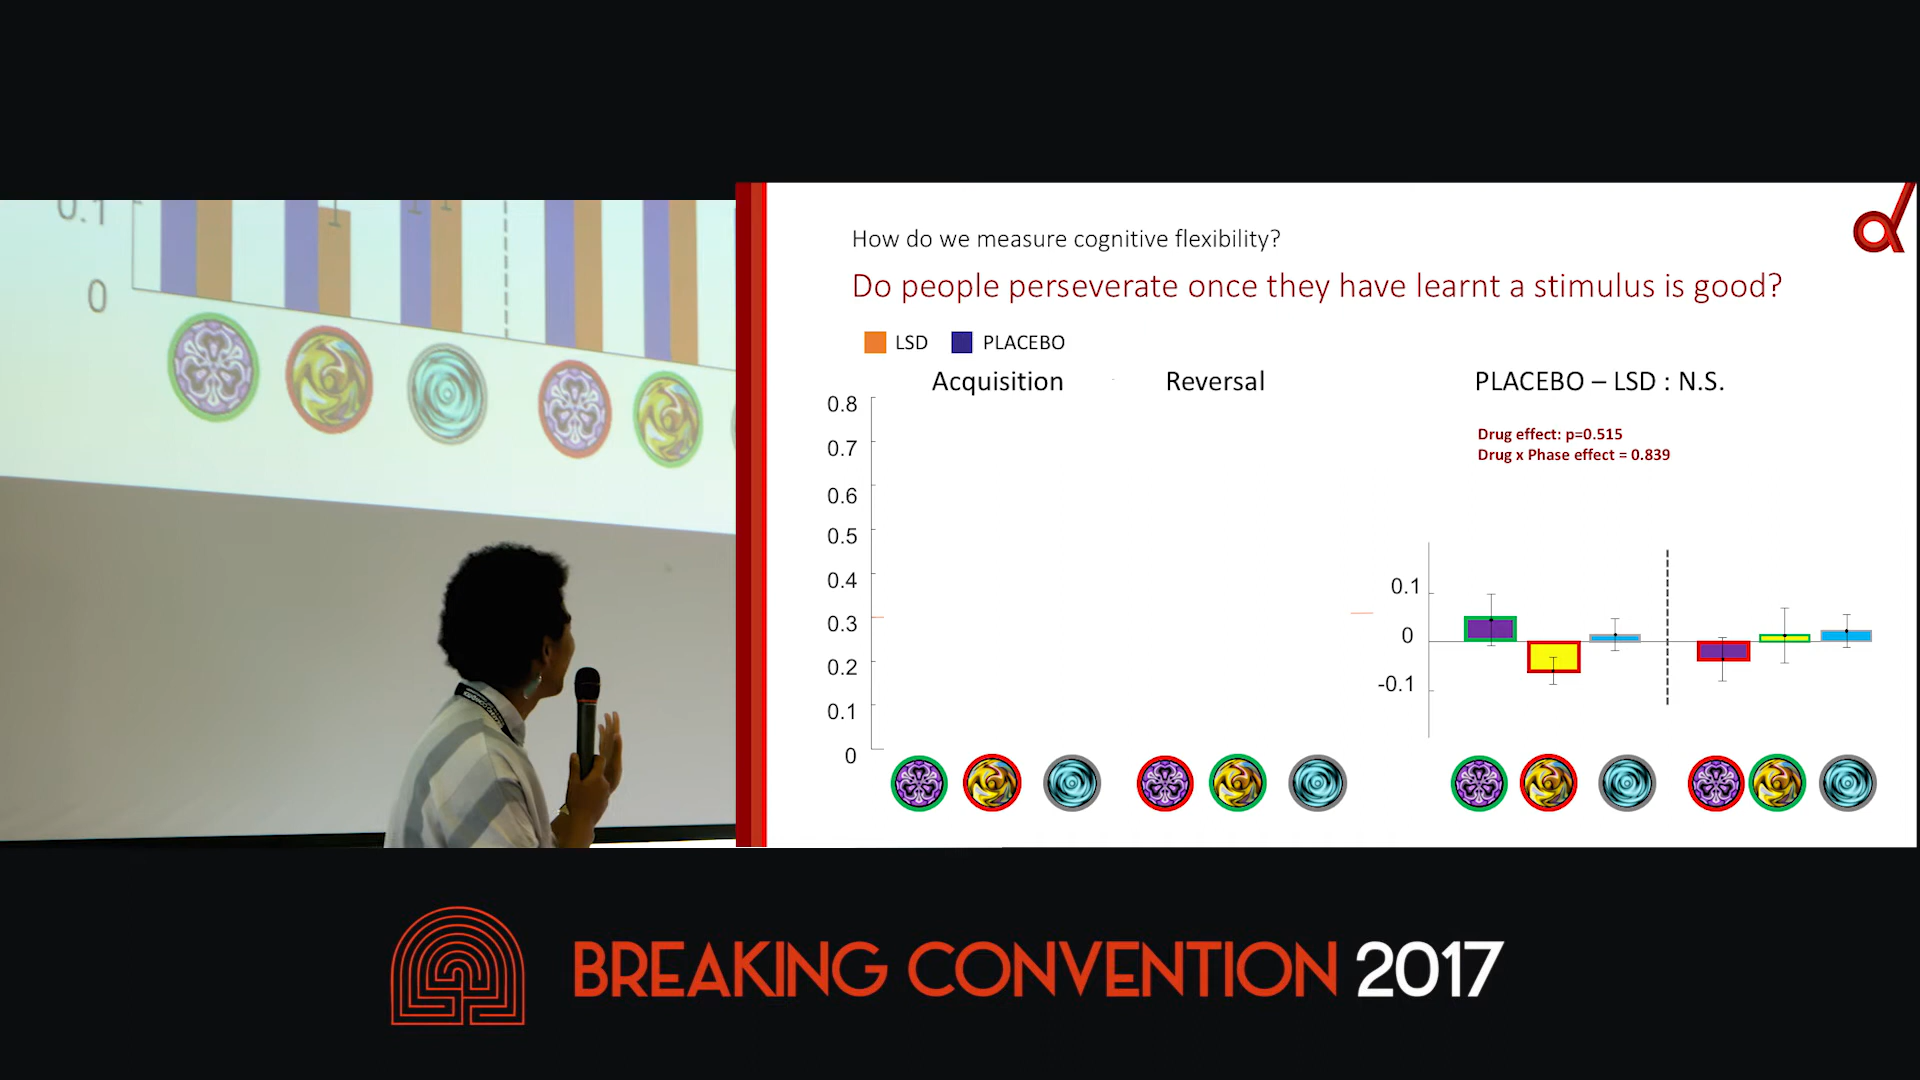 0.1
0
How do we measure cognitive flexibility?
Do people perseverate once they have learnt a stimulus is good?
LSD PLACEBO
Acquisition Reversal
0.8
0.7
0.6
0.5
0.4
0.3
0.2
0.1
0
PLACEBO – LSD : N.S.
Drug effect: p=0.515
Drug x Phase effect = 0.839
0.1
0
-0.1
BREAKING CONVENTION 2017